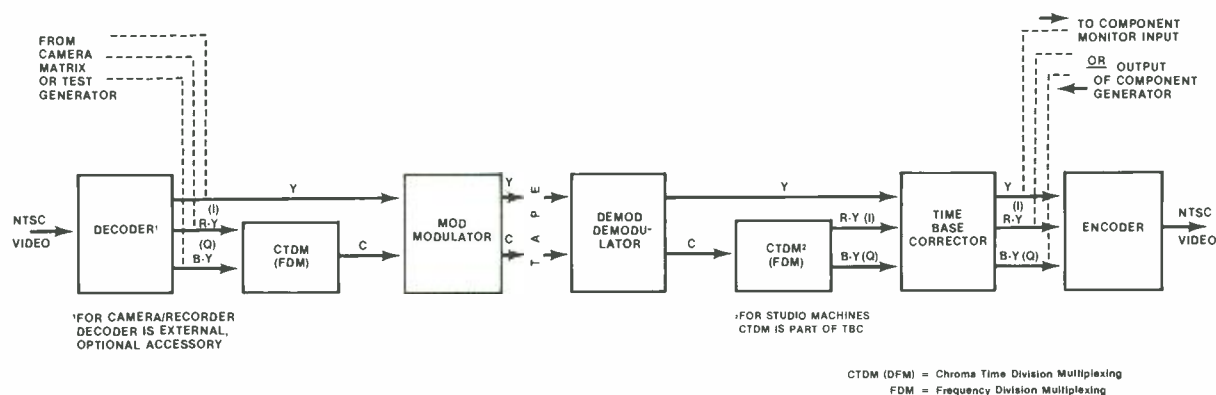 FROM
CAMERA
MATRIX
OR TEST
GENERATOR
TO COMPONENT
MONITOR INPUT
OR OUTPUT
OF COMPONENT
GENERATOR
NTSC
VIDEO
DECODER¹
Y
(I)
R-Y
(Q)
B-Y
CTDM
(FDM)
C
MOD
MODULATOR
Y
C
TAPE
DEMOD
DEMODU-
LATOR
Y
C
CTDM²
(FDM)
R-Y (I)
B-Y(Q)
TIME
BASE
CORRECTOR
Y
(I)
R-Y
B-Y(Q)
ENCODER
NTSC
VIDEO
¹FOR CAMERA/RECORDER
DECODER IS EXTERNAL,
OPTIONAL ACCESSORY
²FOR STUDIO MACHINES
CTDM IS PART OF TBC
CTDM (DFM) = Chroma Time Division Multiplexing
FDM = Frequency Division Multiplexing